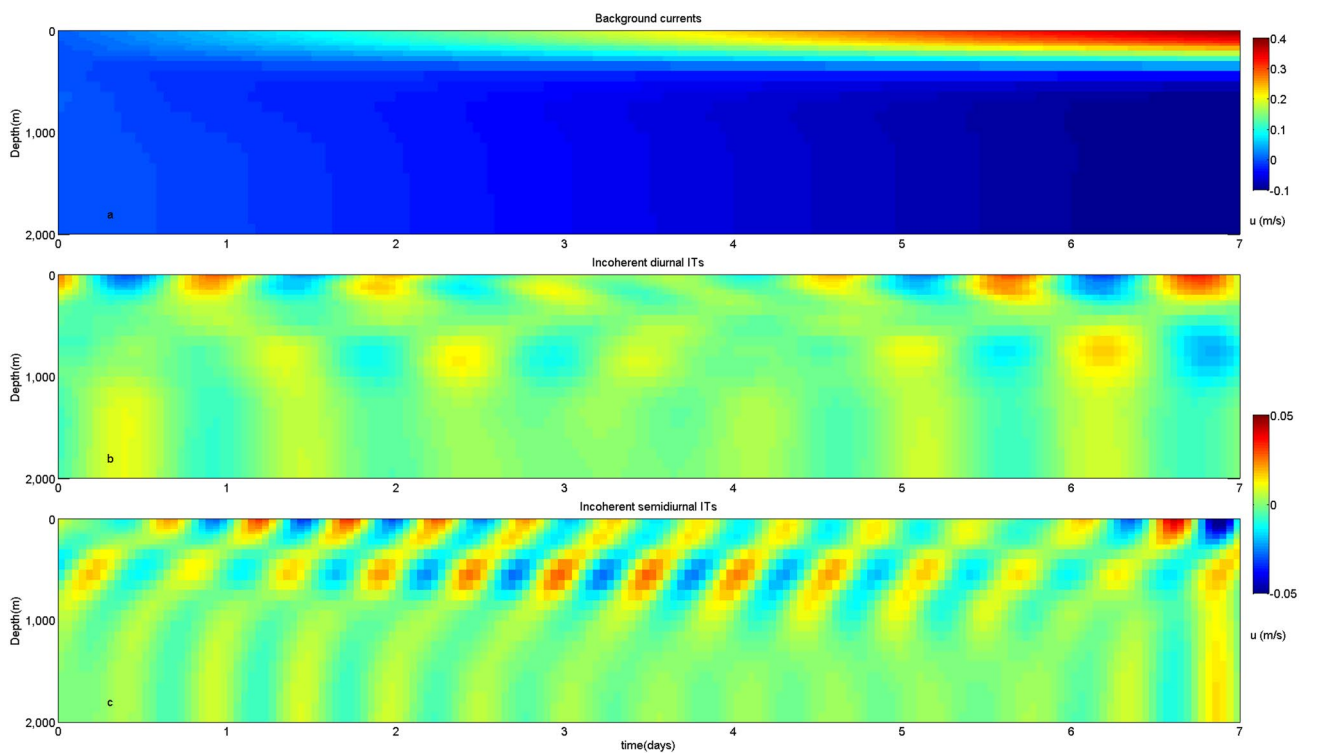 Background currents
0
1,000
2,000
Depth(m)
a
0 1 2 3 4 5 6 7
0.4
0.3
0.2
0.1
0
-0.1
u (m/s)
Incoherent diurnal ITs
0
1,000
2,000
Depth(m)
b
0 1 2 3 4 5 6 7
0.05
0
-0.05
u (m/s)
Incoherent semidiurnal ITs
0
1,000
2,000
Depth(m)
c
0 1 2 3 4 5 6 7
time(days)